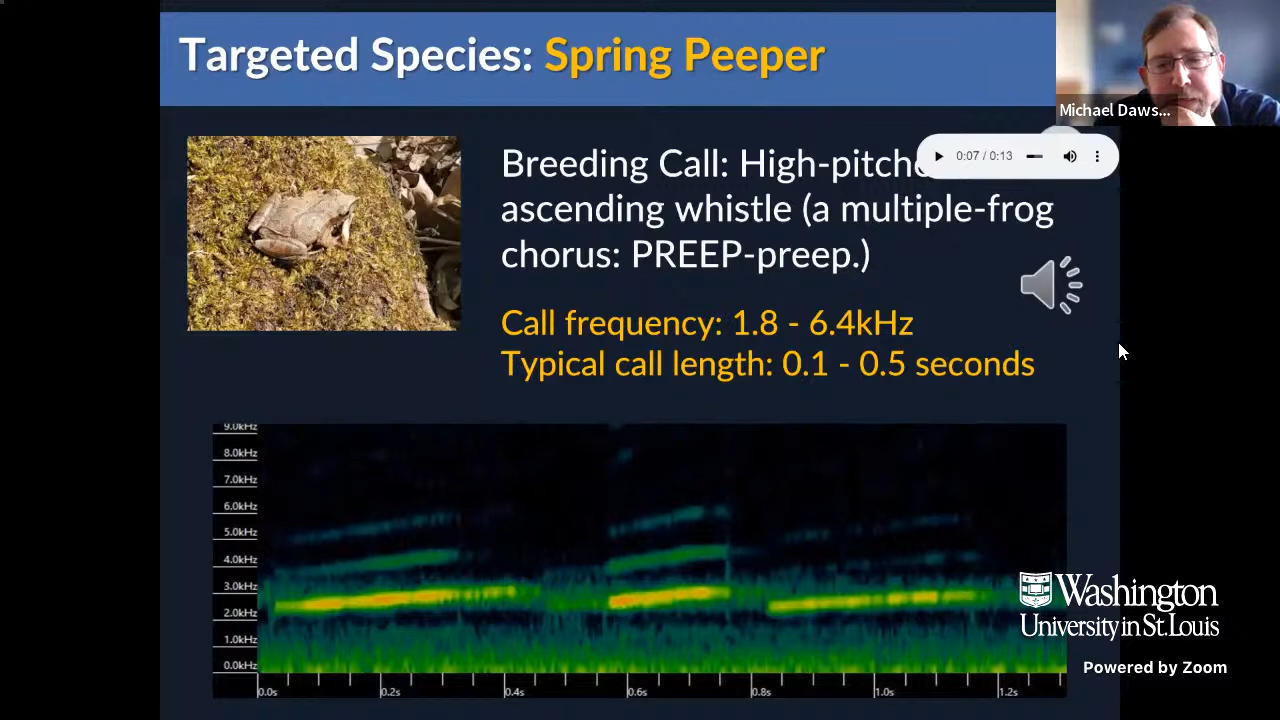 Targeted Species: Spring Peeper
Michael Daws...
Breeding Call: High-pitche
0:07 / 0:13
ascending whistle (a multiple-frog
chorus: PREEP-preep.)
Call frequency: 1.8 - 6.4kHz
Typical call length: 0.1 - 0.5 seconds
9.0kHz
8.0kHz
7.0kHz
6.0kHz
5.0kHz
4.0kHz
3.0kHz
2.0kHz
1.0kHz
0.0kHz
0.0s 0.2s 0.4s 0.6s 0.8s 1.0s 1.2s
Washington
University in St. Louis
Powered by Zoom